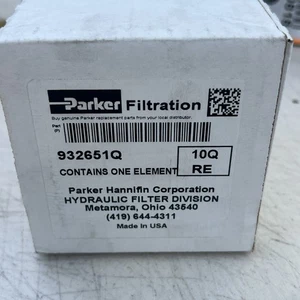 Parker Filtration
Buy genuine Parker replacement parts from your local distributor.
Part
(P)
932651Q
10Q
CONTAINS ONE ELEMENT
RE
Parker Hannifin Corporation
HYDRAULIC FILTER DIVISION
Metamora, Ohio 43540
(419) 644-4311
Made In USA